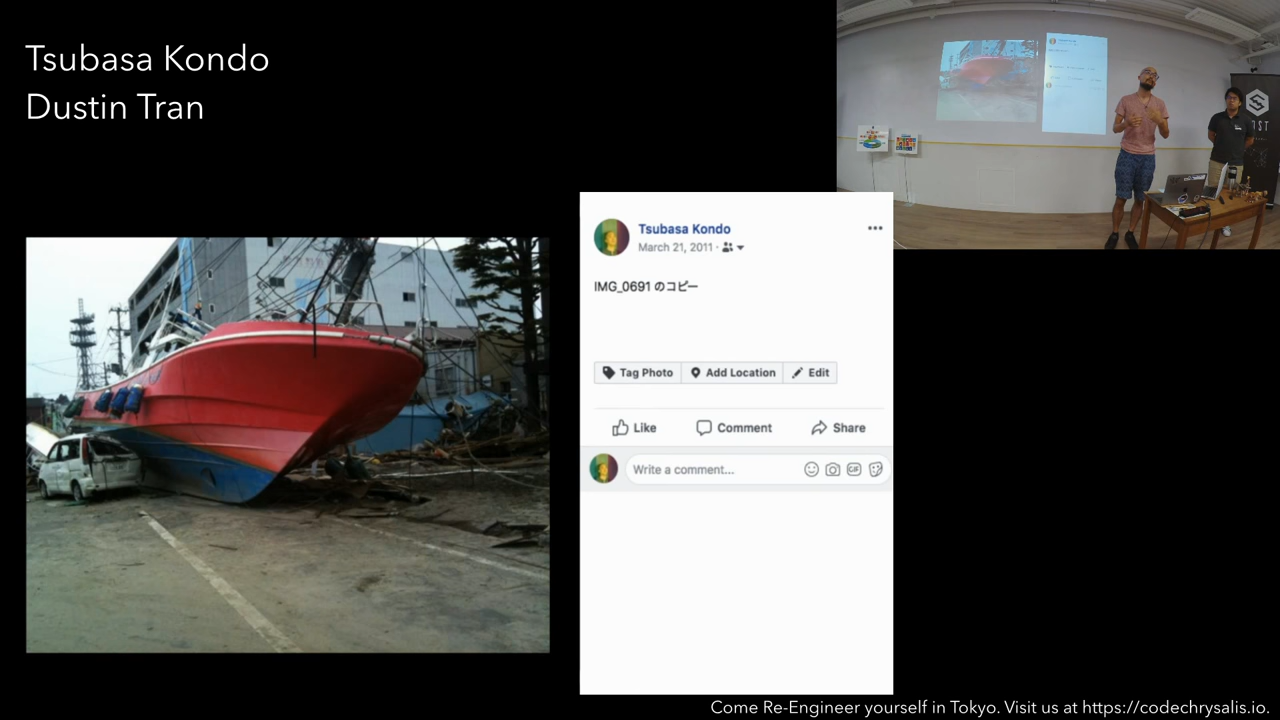 Tsubasa Kondo
Dustin Tran
Tsubasa Kondo
March 21, 2011 ·
IMG_0691 のコピー
Tag Photo
Add Location
Edit
Like
Comment
Share
Write a comment...
GIF
Come Re-Engineer yourself in Tokyo. Visit us at https://codechrysalis.io.